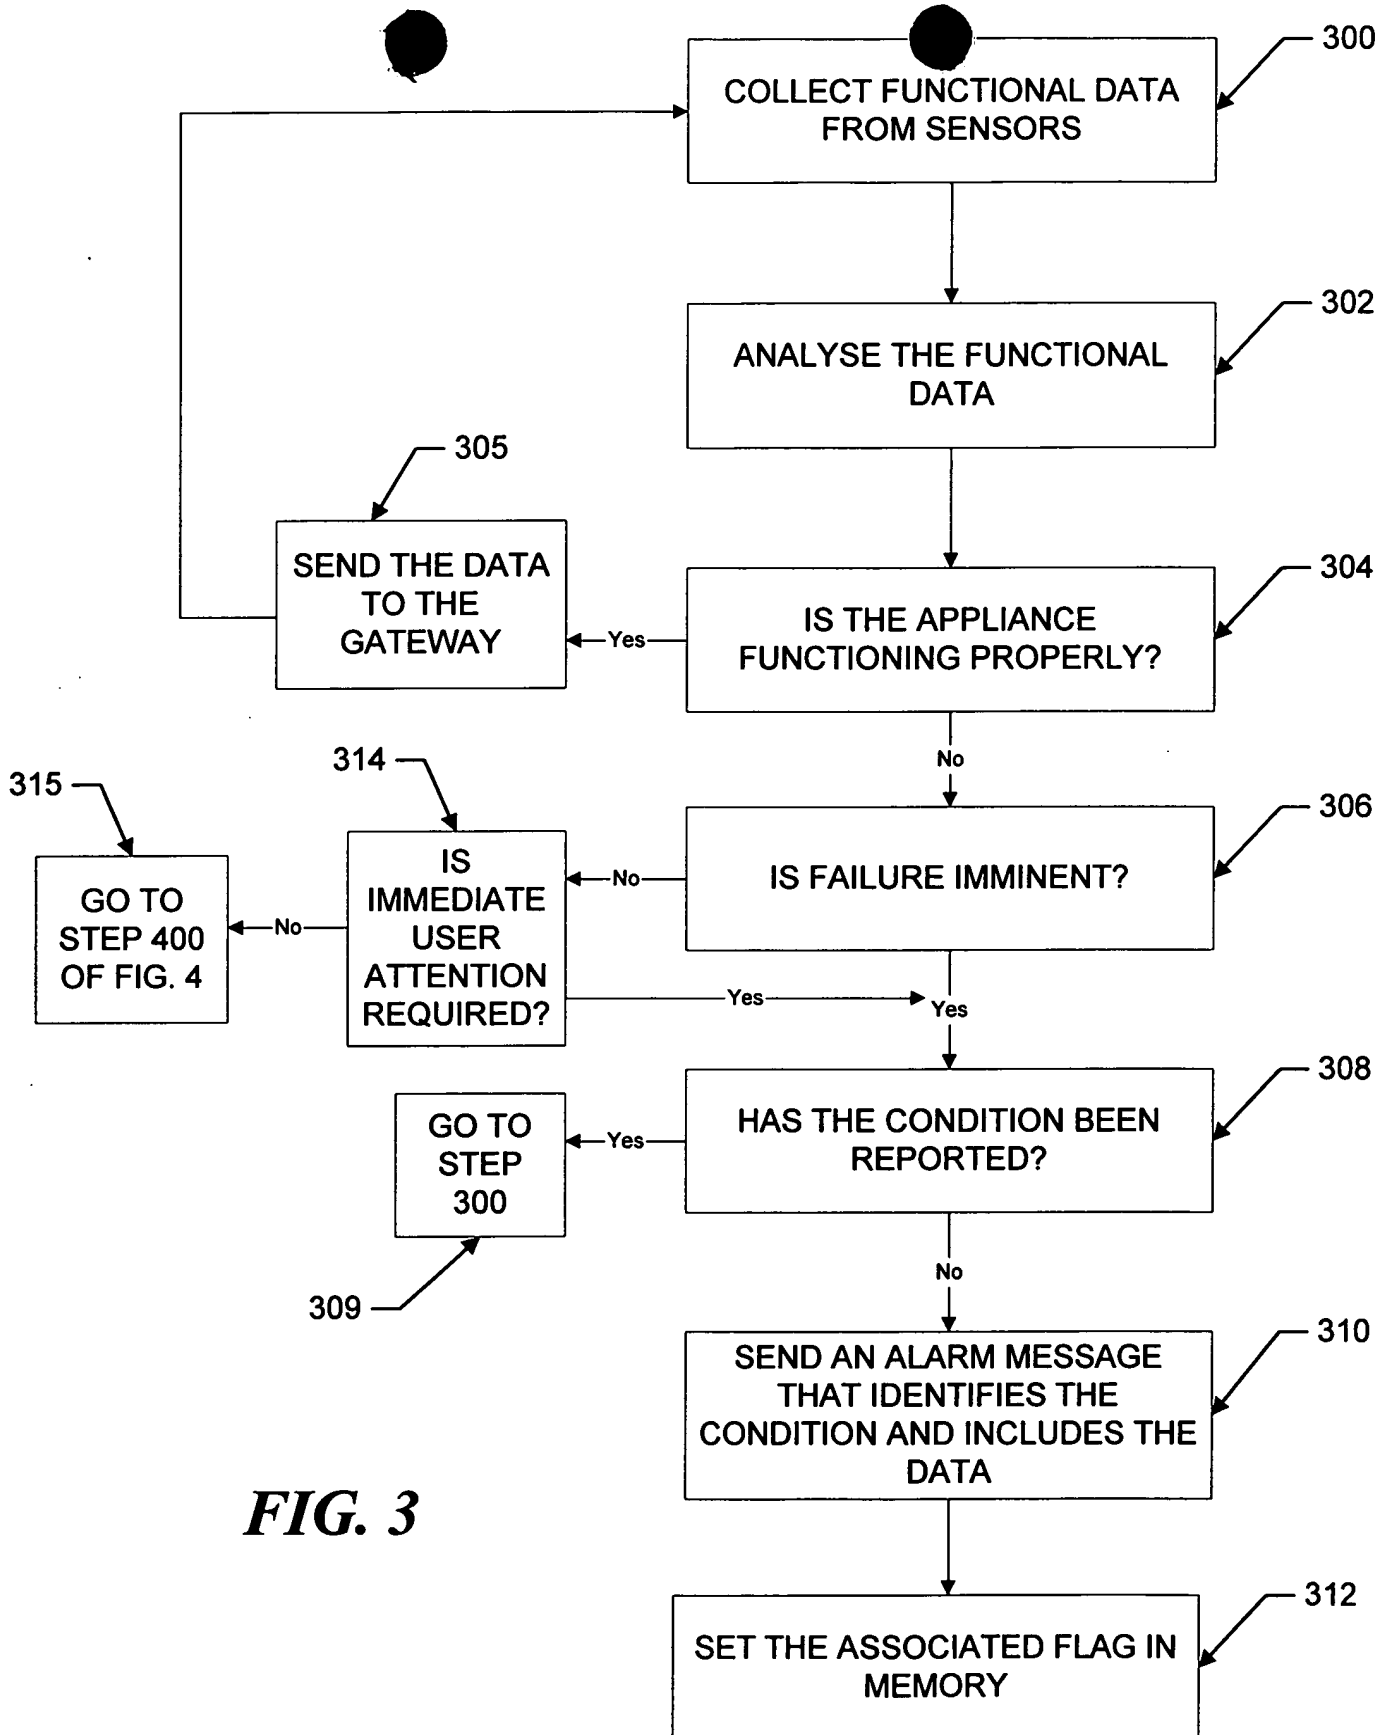 300
COLLECT FUNCTIONAL DATA
FROM SENSORS
302
ANALYSE THE FUNCTIONAL
DATA
305
SEND THE DATA
TO THE
GATEWAY
304
IS THE APPLIANCE
FUNCTIONING PROPERLY?
Yes
No
314
315
306
IS
IMMEDIATE
USER
ATTENTION
REQUIRED?
GO TO
STEP 400
OF FIG. 4
No
No
IS FAILURE IMMINENT?
Yes
Yes
308
GO TO
STEP
300
Yes
HAS THE CONDITION BEEN
REPORTED?
309
No
310
SEND AN ALARM MESSAGE
THAT IDENTIFIES THE
CONDITION AND INCLUDES THE
DATA
FIG. 3
312
SET THE ASSOCIATED FLAG IN
MEMORY